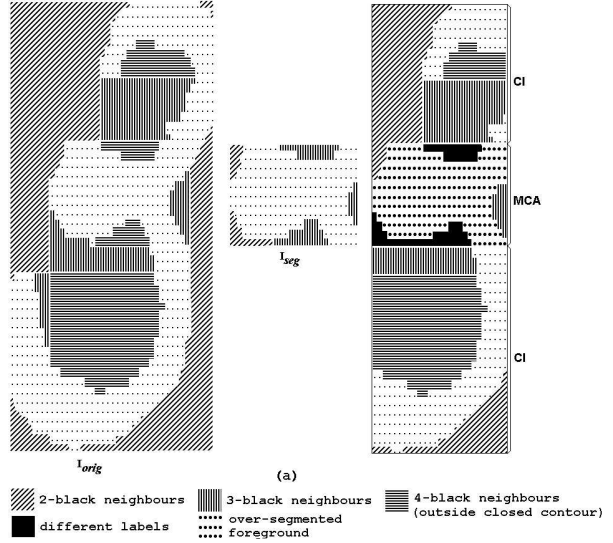 CI
MCA
I_seg
CI
I_orig
(a)
2-black neighbours
3-black neighbours
4-black neighbours
(outside closed contour)
different labels
over-segmented
foreground